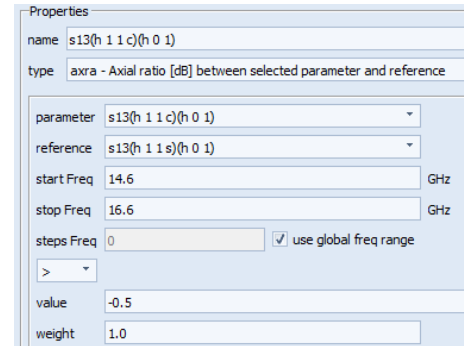 Properties
name s13(h 1 1 c)(h 0 1)
type axra - Axial ratio [dB] between selected parameter and reference
parameter s13(h 1 1 c)(h 0 1)
reference s13(h 1 1 s)(h 0 1)
start Freq 14.6 GHz
stop Freq 16.6 GHz
steps Freq 0 use global freq range
>
value -0.5
weight 1.0